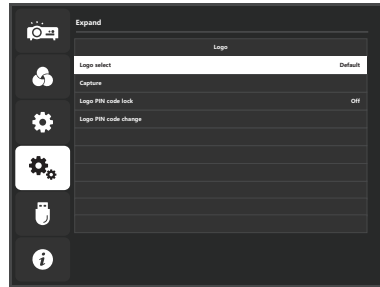 Expand
Logo
Logo select Default
Capture
Logo PIN code lock Off
Logo PIN code change